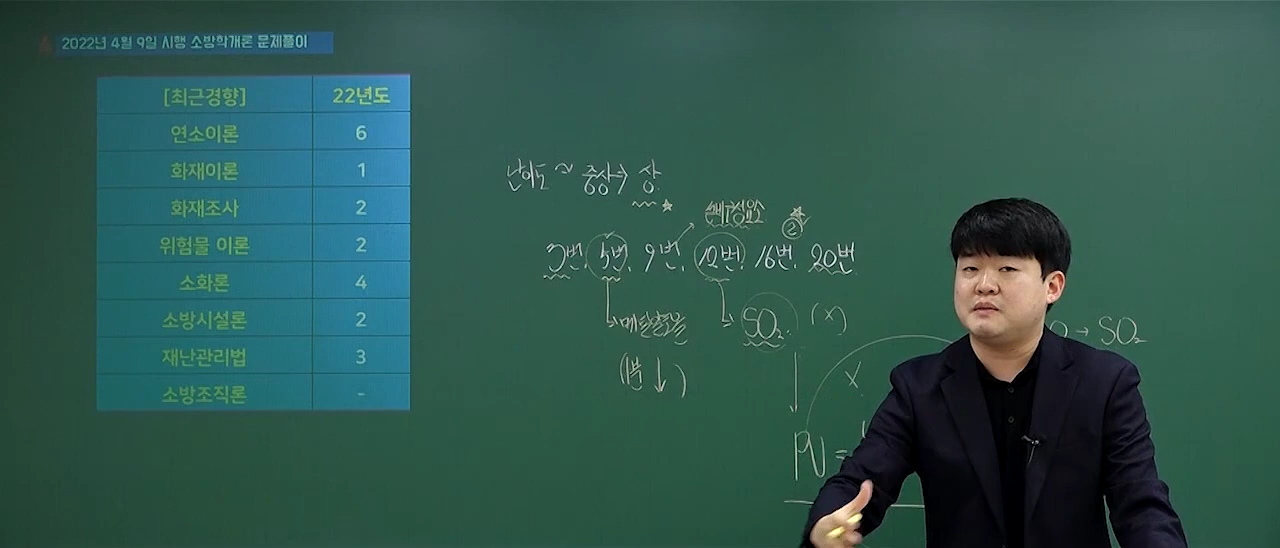 2022년 4월 9일 시행 소방학개론 문제풀이
[최근경향] 22년도
연소이론 6
화재이론 1
화재조사 2
위험물 이론 2
소화론 4
소방시설론 2
재난관리법 3
소방조직론 -
난이도 ~ 중상→ 상
②
3번, 5번, 9번, 12번, 16번, 20번
SO₂. (X)
→ SO₂
(1분 ↓)
X
PV =